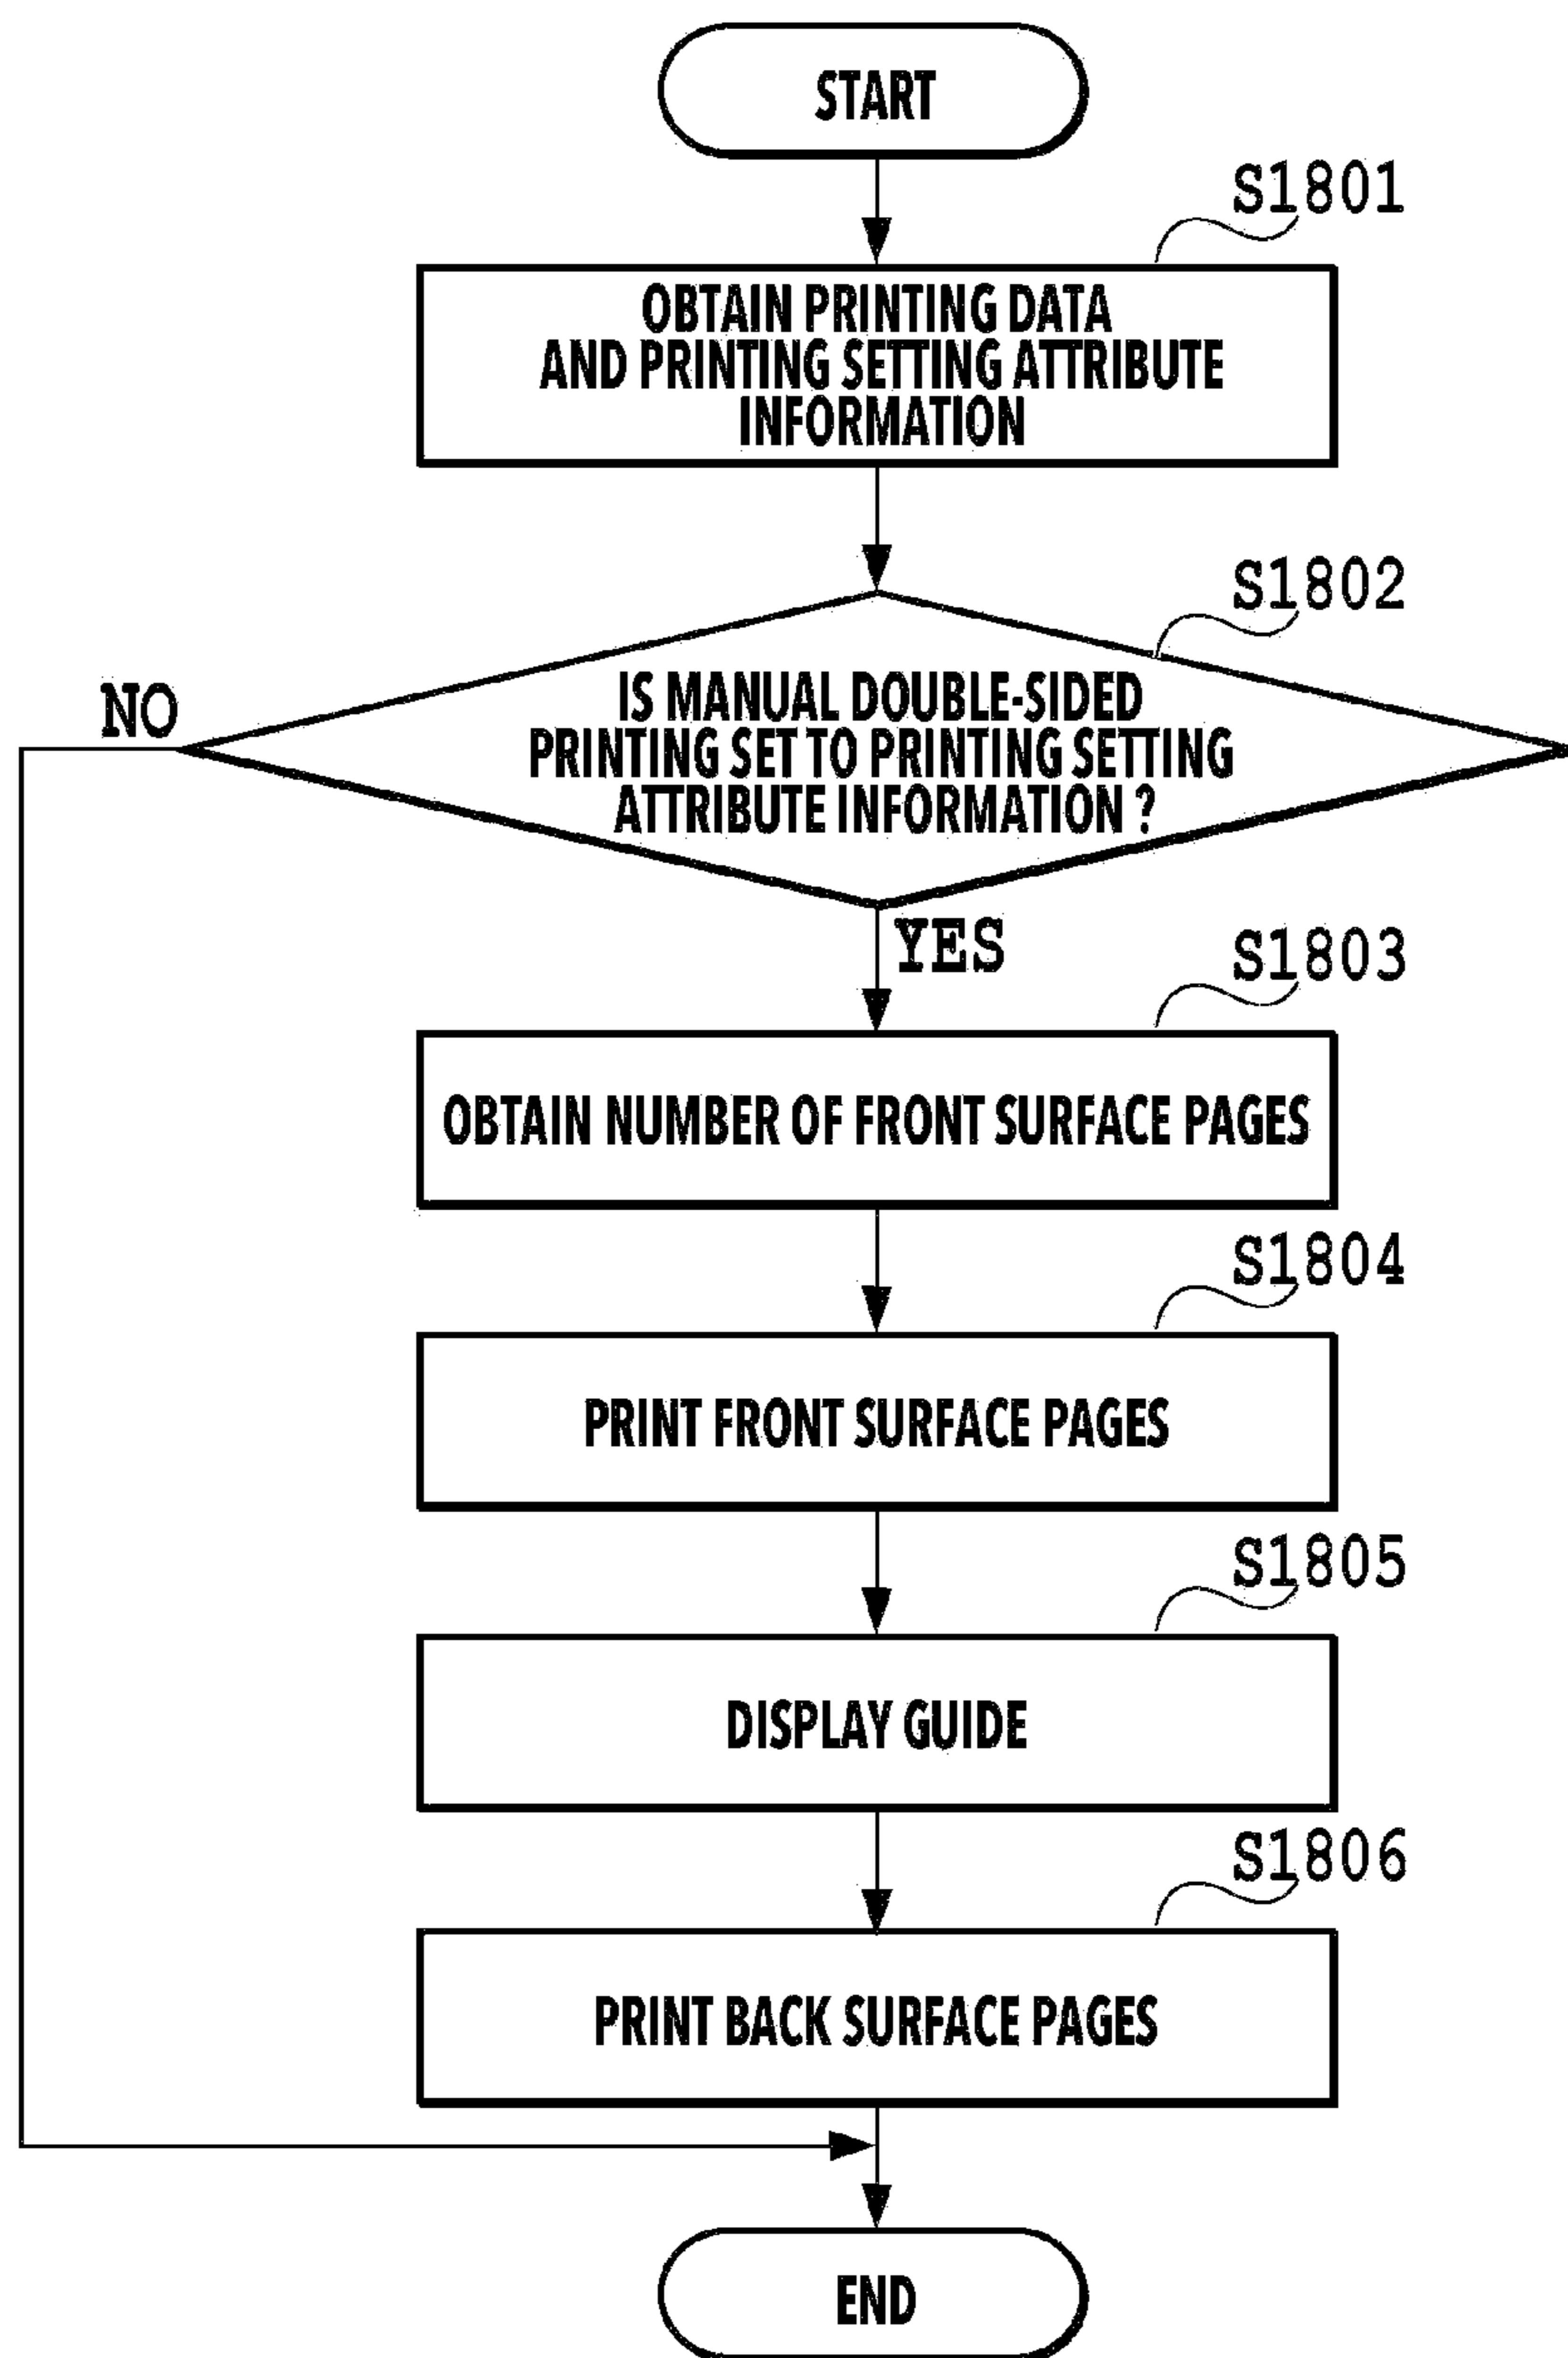 START
S1801
OBTAIN PRINTING DATA
AND PRINTING SETTING ATTRIBUTE
INFORMATION
S1802
NO
IS MANUAL DOUBLE-SIDED
PRINTING SET TO PRINTING SETTING
ATTRIBUTE INFORMATION ?
YES
S1803
OBTAIN NUMBER OF FRONT SURFACE PAGES
S1804
PRINT FRONT SURFACE PAGES
S1805
DISPLAY GUIDE
S1806
PRINT BACK SURFACE PAGES
END